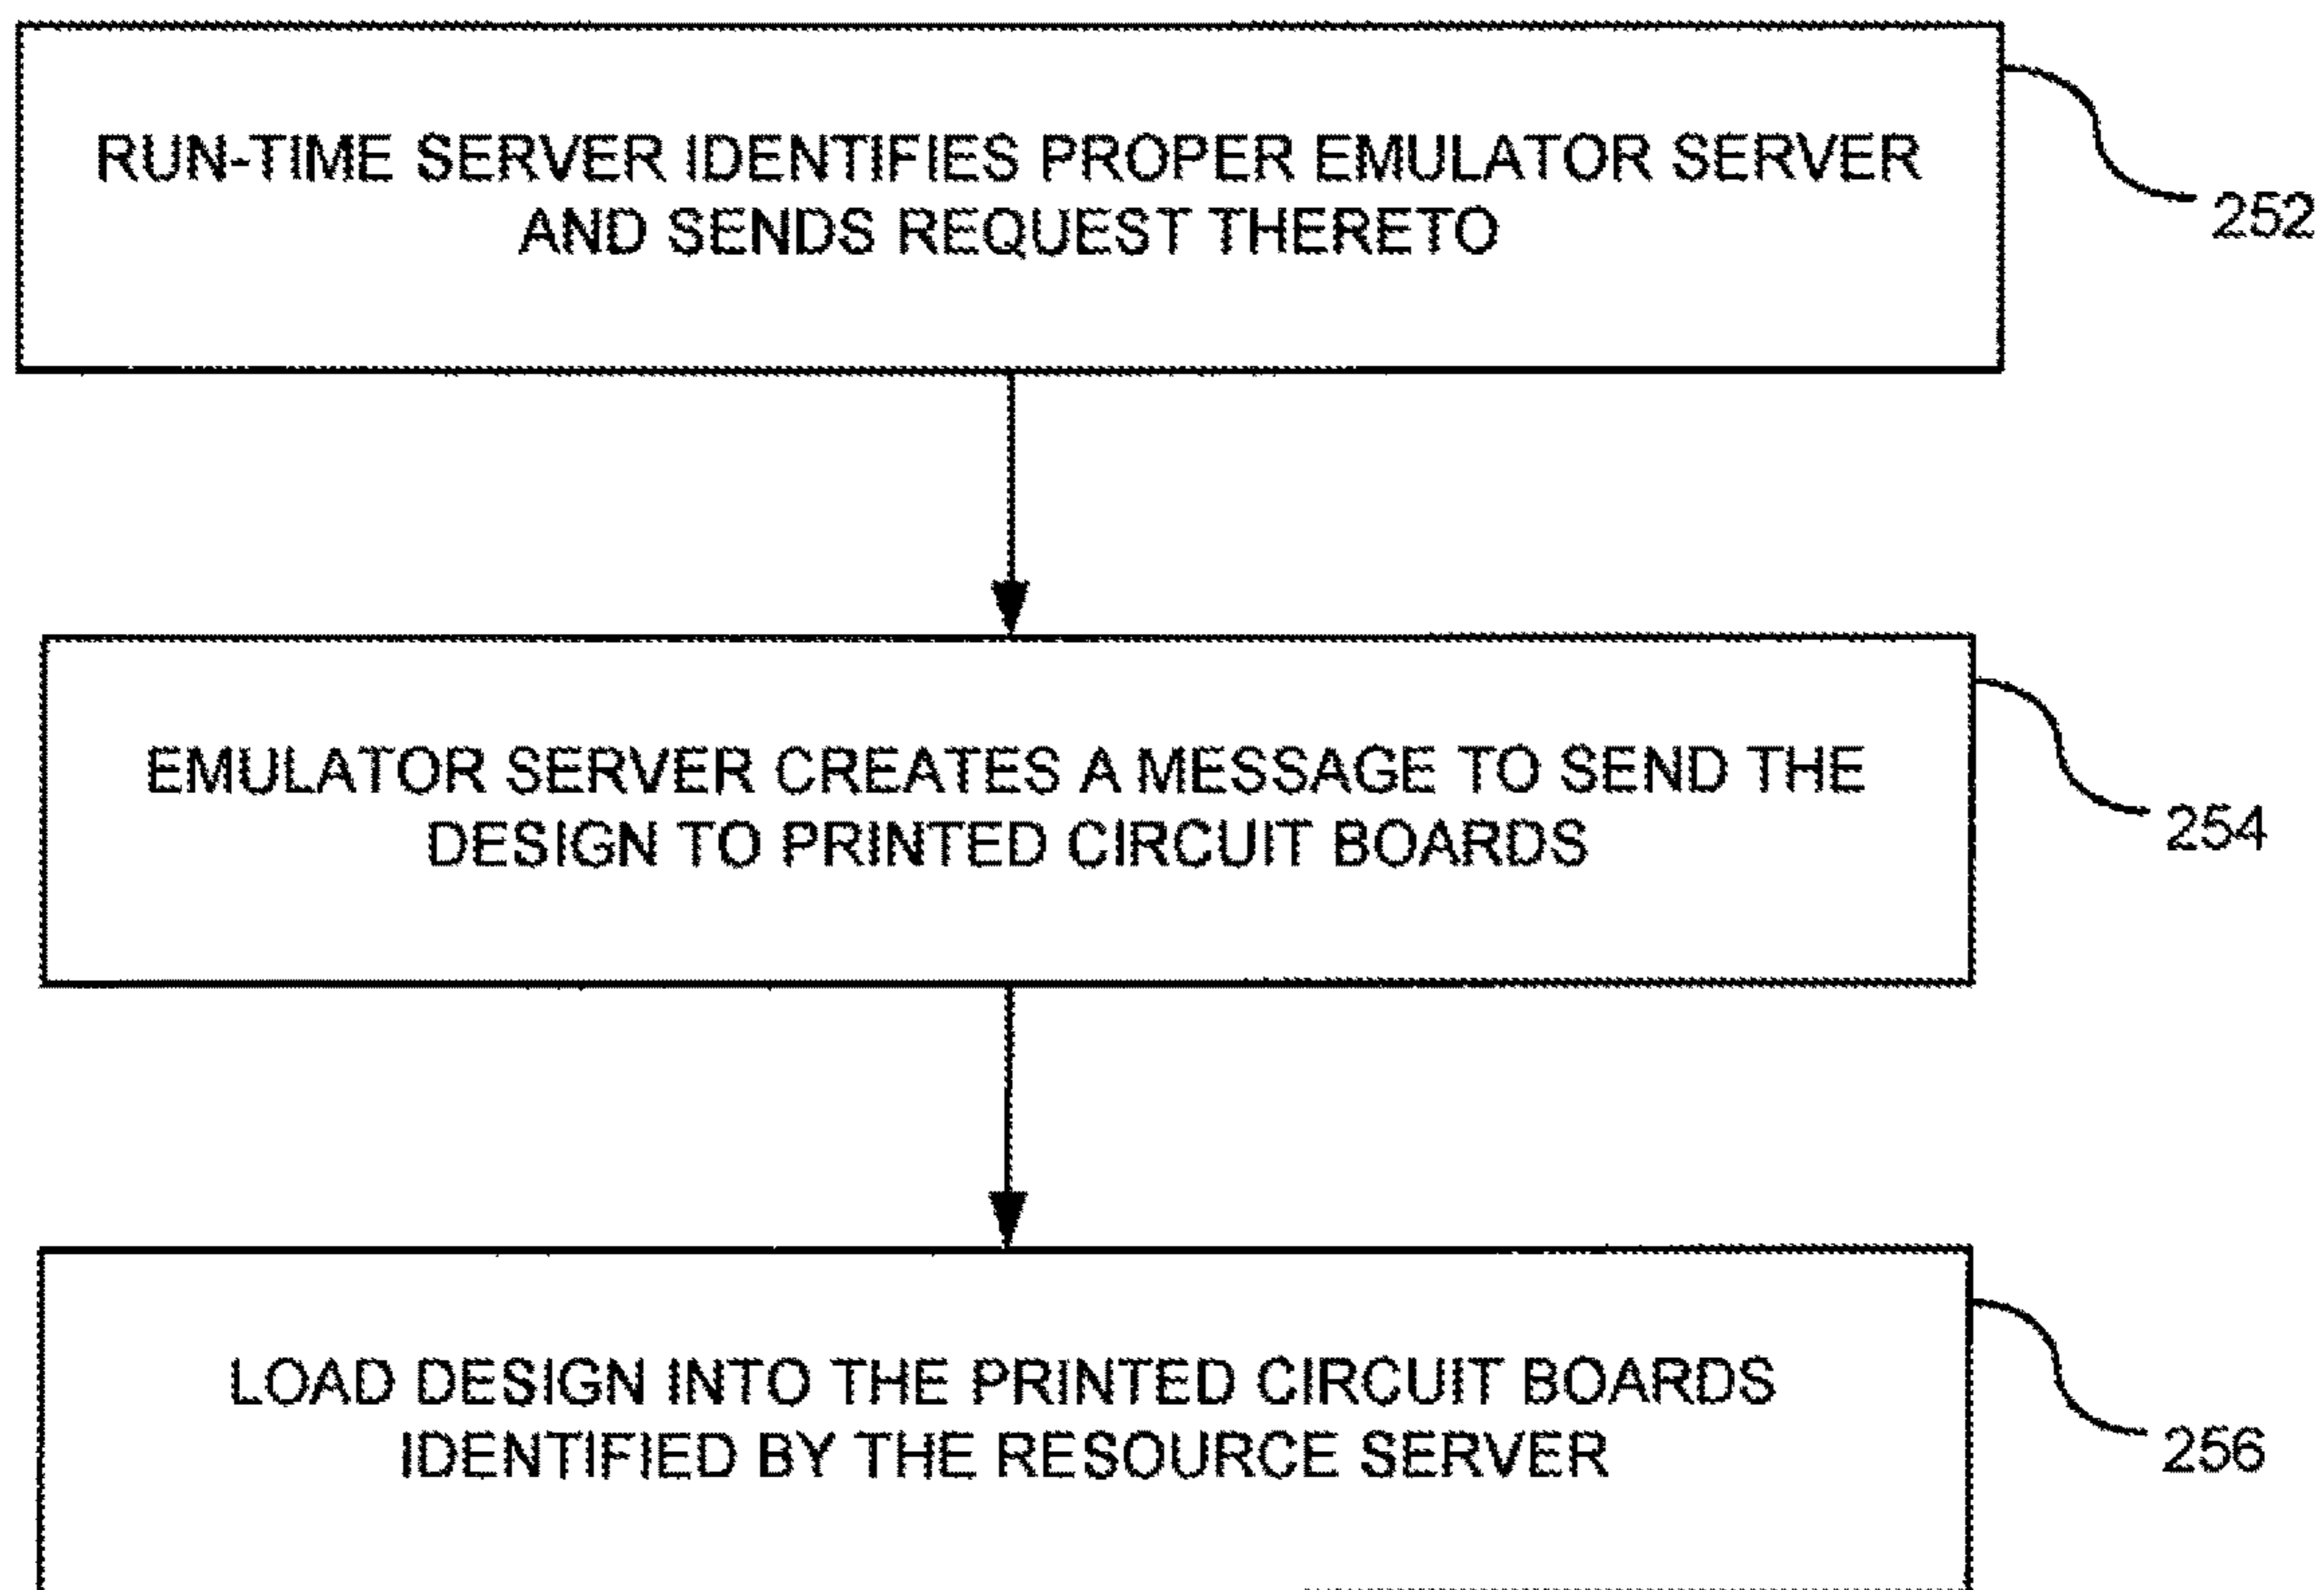 RUN-TIME SERVER IDENTIFIES PROPER EMULATOR SERVER
AND SENDS REQUEST THERETO
252
EMULATOR SERVER CREATES A MESSAGE TO SEND THE
DESIGN TO PRINTED CIRCUIT BOARDS
254
LOAD DESIGN INTO THE PRINTED CIRCUIT BOARDS
IDENTIFIED BY THE RESOURCE SERVER
256